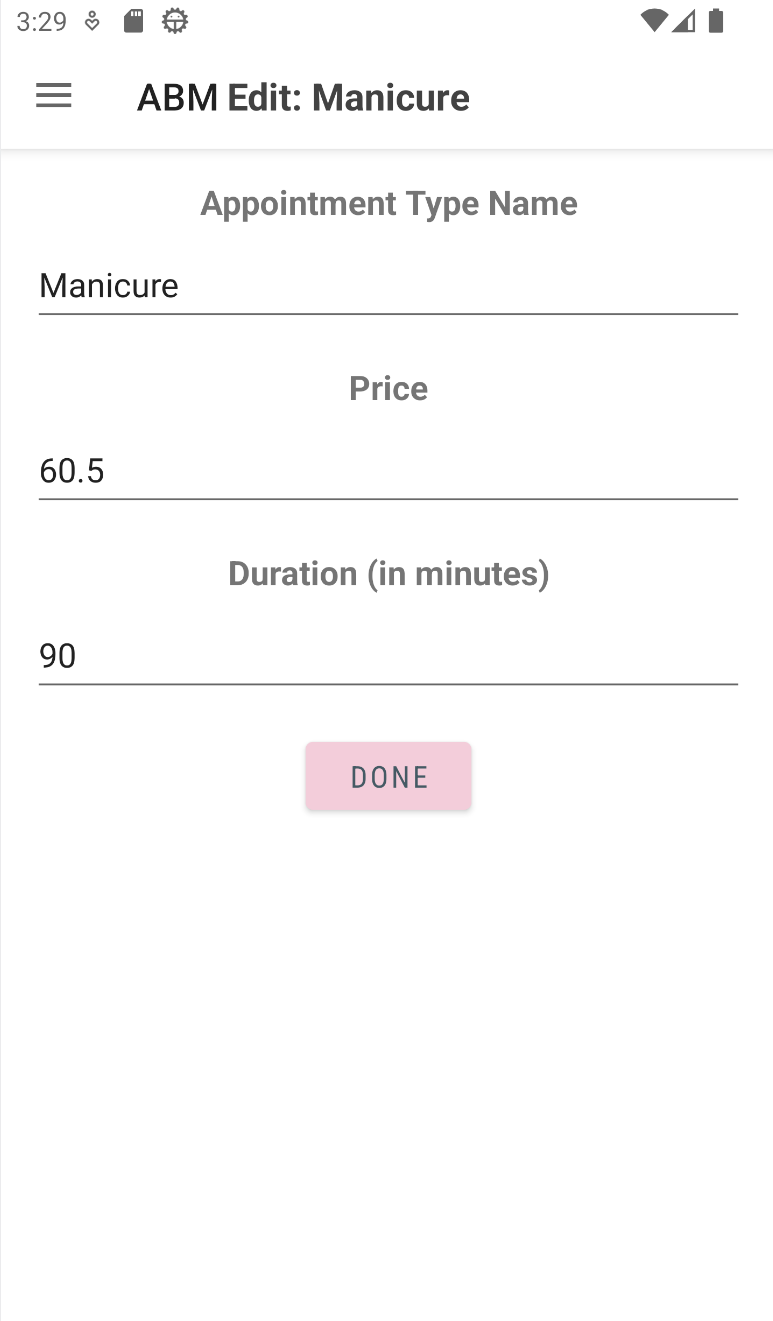 3:29
ABM Edit: Manicure
Appointment Type Name
Manicure
Price
60.5
Duration (in minutes)
90
DONE